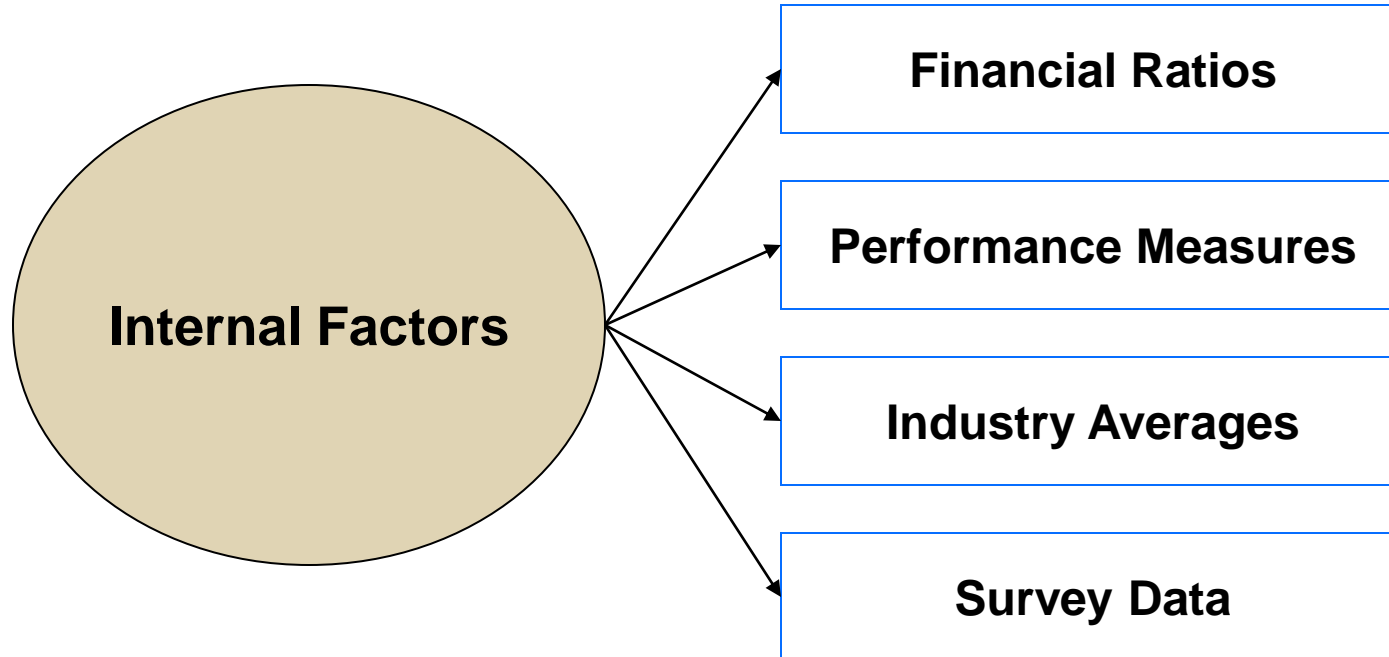 Internal Factors
Financial Ratios
Performance Measures
Industry Averages
Survey Data